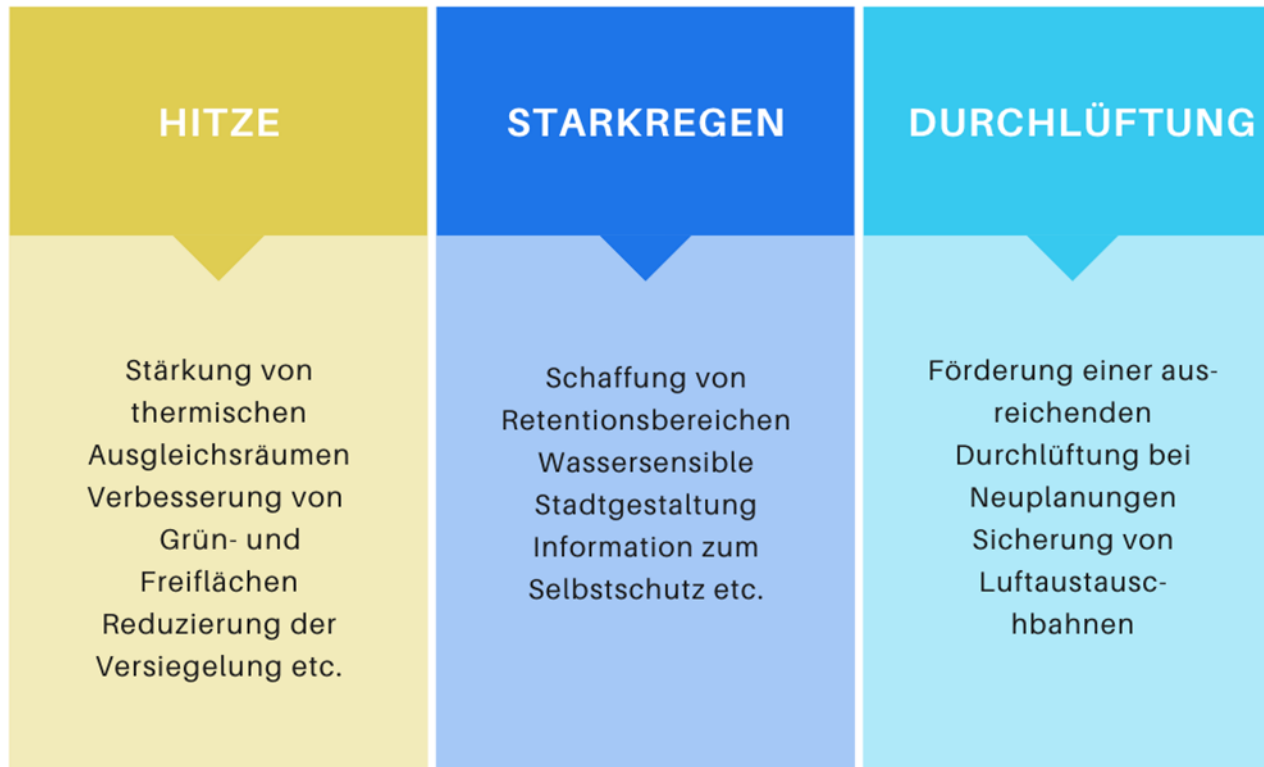 HITZE
Stärkung von
thermischen
Ausgleichsräumen
Verbesserung von
Grün- und
Freiflächen
Reduzierung der
Versiegelung etc.
STARKREGEN
Schaffung von
Retentionsbereichen
Wassersensible
Stadtgestaltung
Information zum
Selbstschutz etc.
DURCHLÜFTUNG
Förderung einer aus-
reichenden
Durchlüftung bei
Neuplanungen
Sicherung von
Luftaustausc-
hbahnen